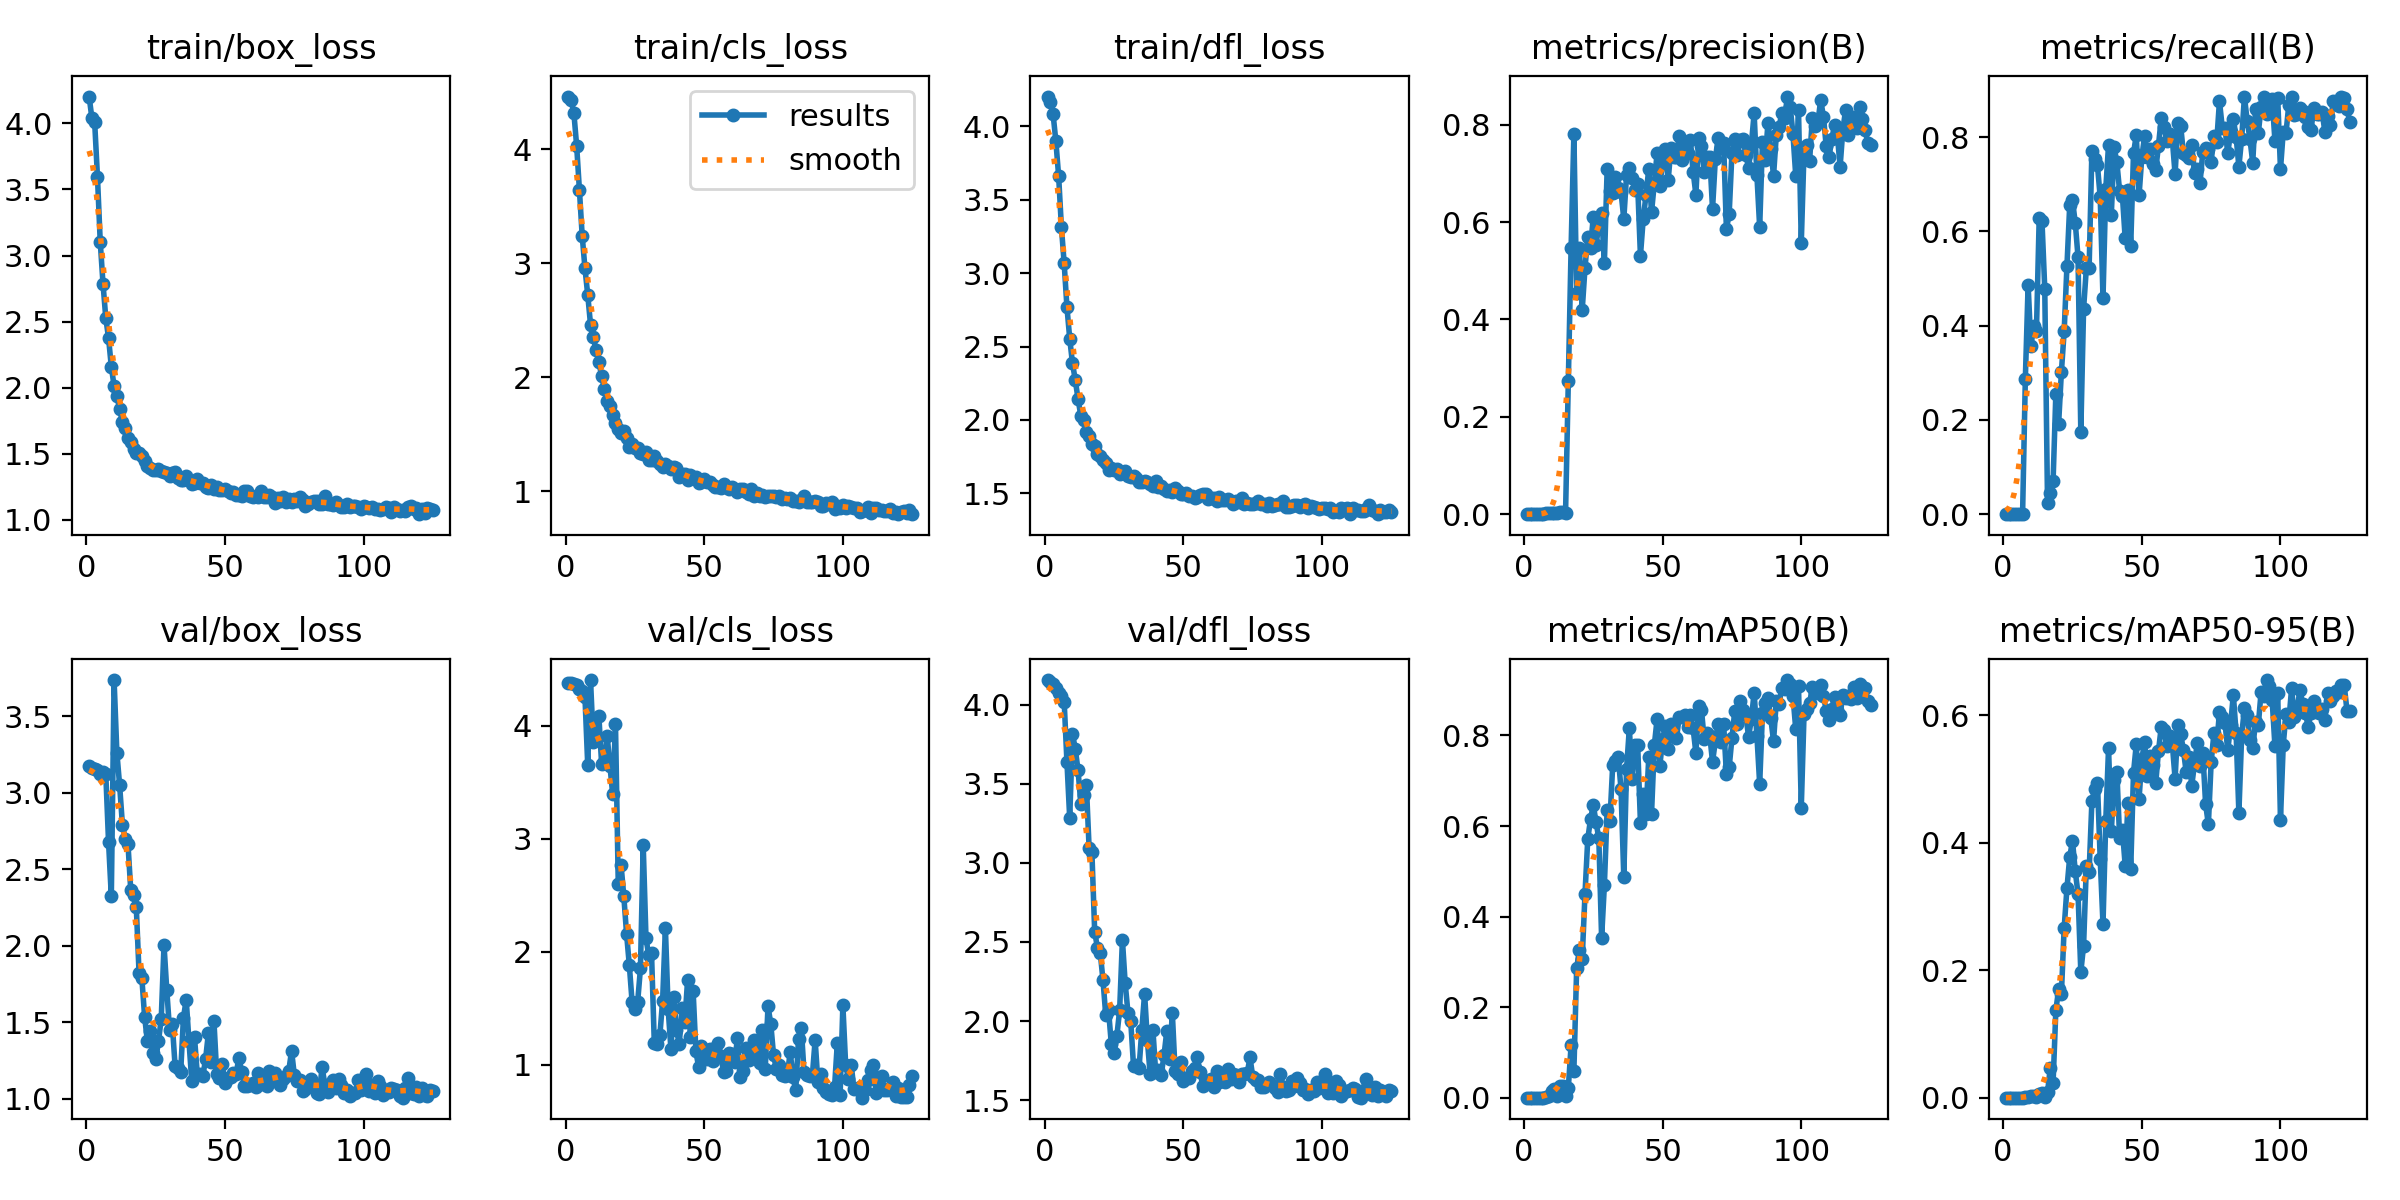 train/box_loss
4.0
3.5
3.0
2.5
2.0
1.5
1.0
0 50 100
train/cls_loss
results
smooth
4
3
2
1
0 50 100
train/dfl_loss
4.0
3.5
3.0
2.5
2.0
1.5
0 50 100
metrics/precision(B)
0.8
0.6
0.4
0.2
0.0
0 50 100
metrics/recall(B)
0.8
0.6
0.4
0.2
0.0
0 50 100
val/box_loss
3.5
3.0
2.5
2.0
1.5
1.0
0 50 100
val/cls_loss
4
3
2
1
0 50 100
val/dfl_loss
4.0
3.5
3.0
2.5
2.0
1.5
0 50 100
metrics/mAP50(B)
0.8
0.6
0.4
0.2
0.0
0 50 100
metrics/mAP50-95(B)
0.6
0.4
0.2
0.0
0 50 100